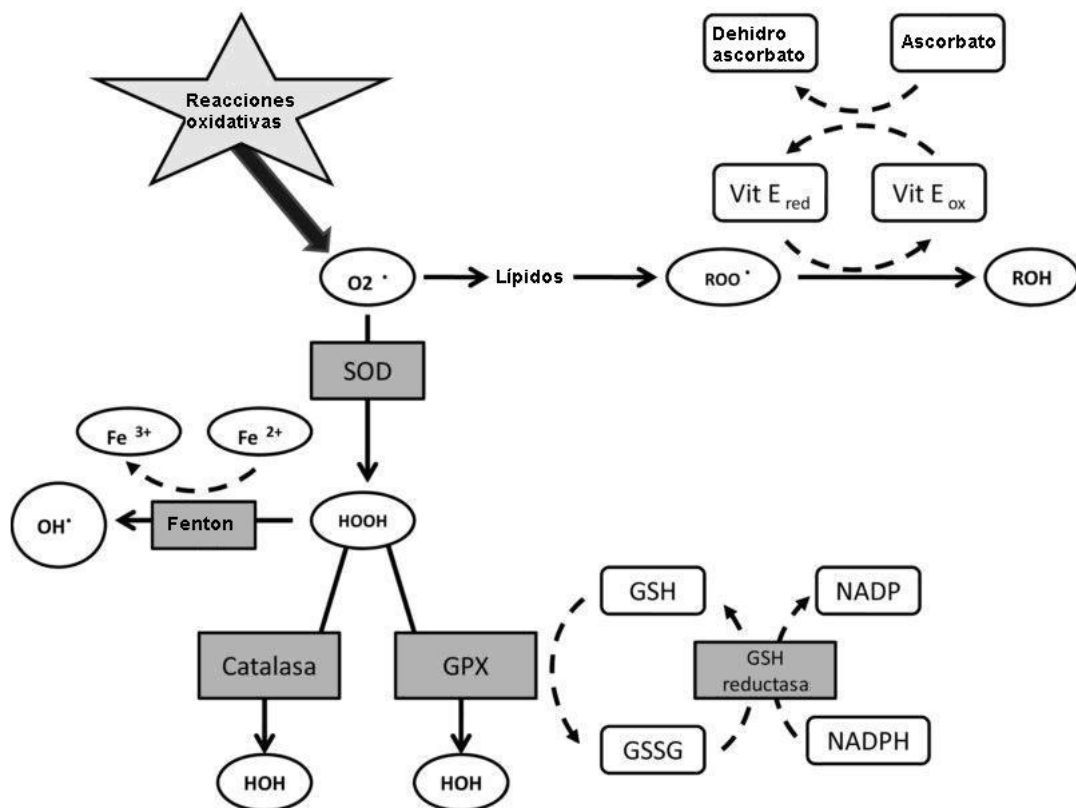 Dehidro
ascorbato
Ascorbato
Reacciones
oxidativas
Vit E red
Vit E ox
O2 •
Lípidos
ROO •
ROH
SOD
Fe 3+
Fe 2+
OH•
Fenton
HOOH
GSH
NADP
Catalasa
GPX
GSH
reductasa
GSSG
NADPH
HOH
HOH